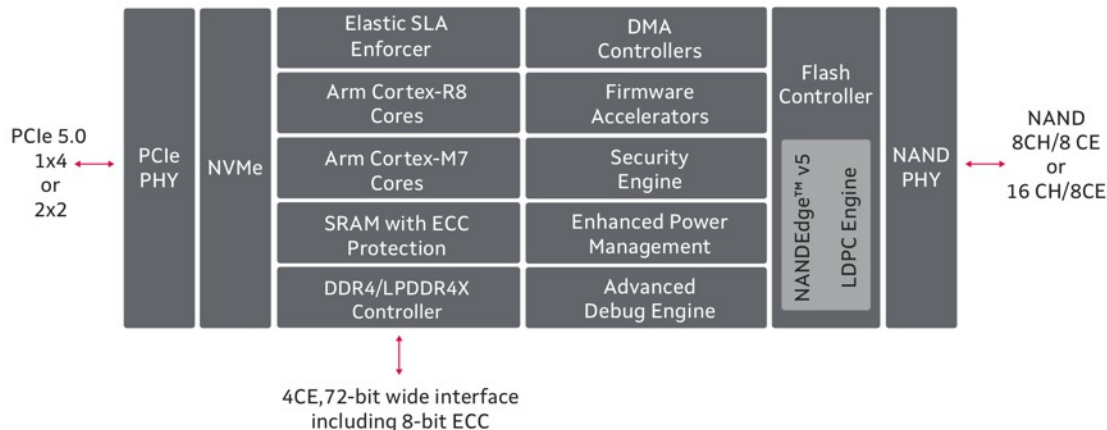 PCIe 5.0
1x4
or
2x2
PCIe
PHY
NVMe
Elastic SLA
Enforcer
Arm Cortex-R8
Cores
Arm Cortex-M7
Cores
SRAM with ECC
Protection
DDR4/LPDDR4X
Controller
DMA
Controllers
Firmware
Accelerators
Security
Engine
Enhanced Power
Management
Advanced
Debug Engine
Flash
Controller
NANDEdge™ v5
LDPC Engine
NAND
PHY
NAND
8CH/8 CE
or
16 CH/8CE
4CE,72-bit wide interface
including 8-bit ECC